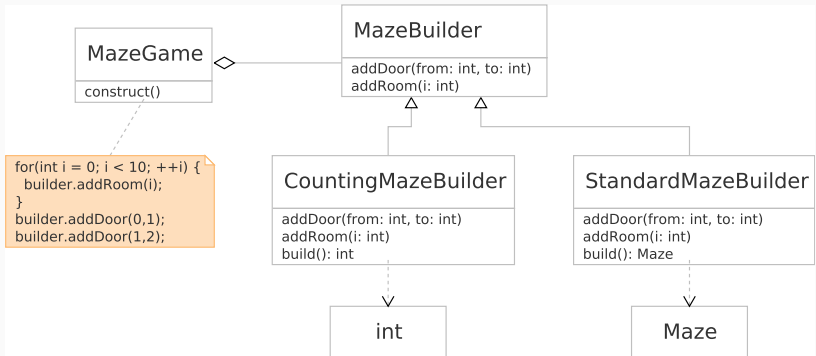 MazeBuilder
addDoor(from: int, to: int)
addRoom(i: int)
MazeGame
construct()
for(int i = 0; i < 10; ++i) {
  builder.addRoom(i);
}
builder.addDoor(0,1);
builder.addDoor(1,2);
CountingMazeBuilder
addDoor(from: int, to: int)
addRoom(i: int)
build(): int
StandardMazeBuilder
addDoor(from: int, to: int)
addRoom(i: int)
build(): Maze
int
Maze